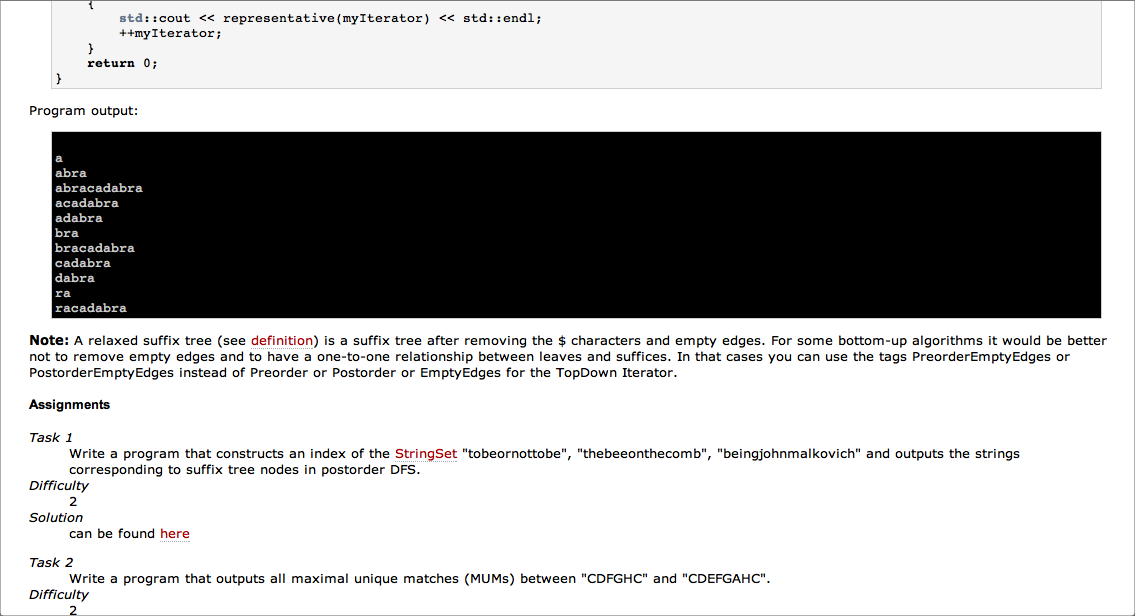 {
std::cout << representative(myIterator) << std::endl;
++myIterator;
}
return 0;
}
Program output:
a
abra
abracadabra
acadabra
adabra
bra
bracadabra
cadabra
dabra
ra
racadabra
Note: A relaxed suffix tree (see definition) is a suffix tree after removing the $ characters and empty edges. For some bottom-up algorithms it would be better
not to remove empty edges and to have a one-to-one relationship between leaves and suffices. In that cases you can use the tags PreorderEmptyEdges or
PostorderEmptyEdges instead of Preorder or Postorder or EmptyEdges for the TopDown Iterator.
Assignments
Task 1
Write a program that constructs an index of the StringSet "tobeornottobe", "thebeeonthecomb", "beingjohnmalkovich" and outputs the strings
corresponding to suffix tree nodes in postorder DFS.
Difficulty
2
Solution
can be found here
Task 2
Write a program that outputs all maximal unique matches (MUMs) between "CDFGHC" and "CDEFGAHC".
Difficulty
2